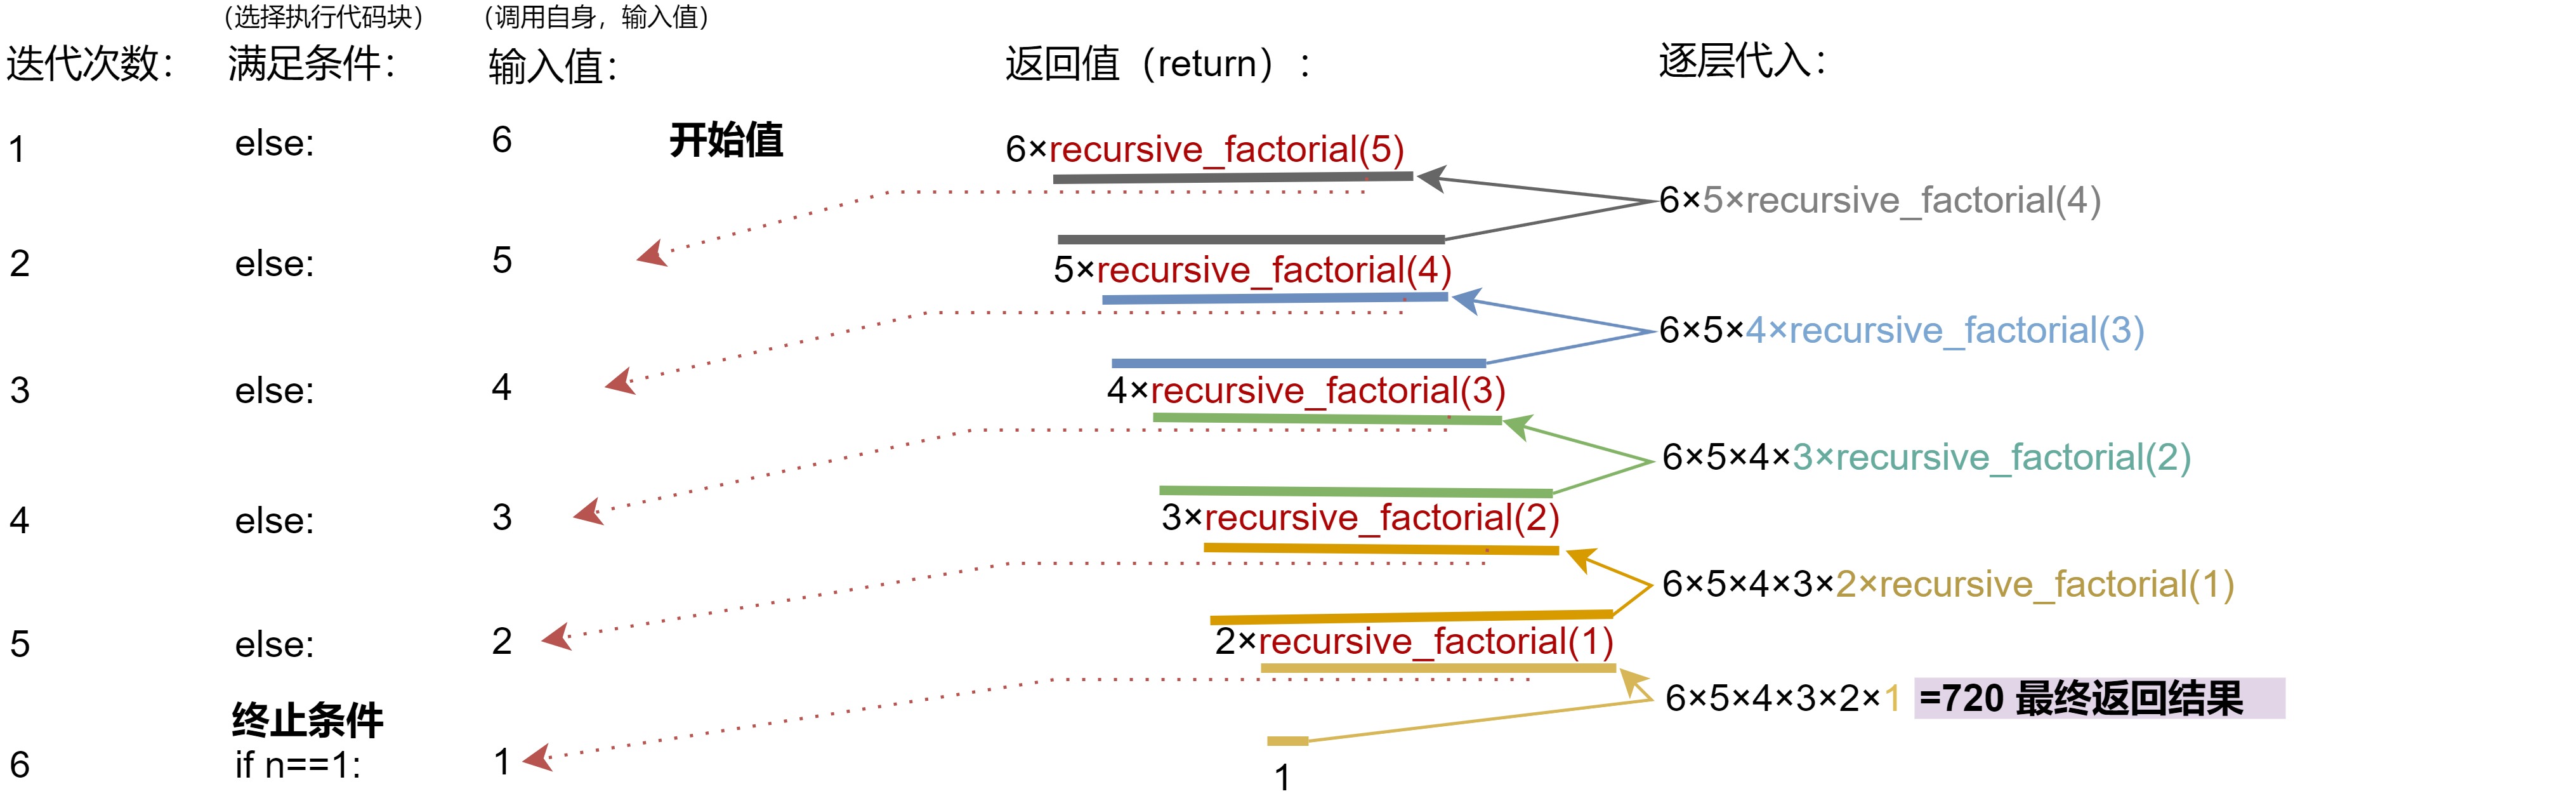 (选择执行代码块) (调用自身，输入值)
迭代次数： 满足条件： 输入值： 返回值（return）： 逐层代入：
1 else: 6 开始值 6×recursive_factorial(5)
6×5×recursive_factorial(4)
2 else: 5 5×recursive_factorial(4)
6×5×4×recursive_factorial(3)
3 else: 4 4×recursive_factorial(3)
6×5×4×3×recursive_factorial(2)
4 else: 3 3×recursive_factorial(2)
6×5×4×3×2×recursive_factorial(1)
5 else: 2 2×recursive_factorial(1)
6×5×4×3×2×1 =720 最终返回结果
终止条件
6 if n==1: 1 1